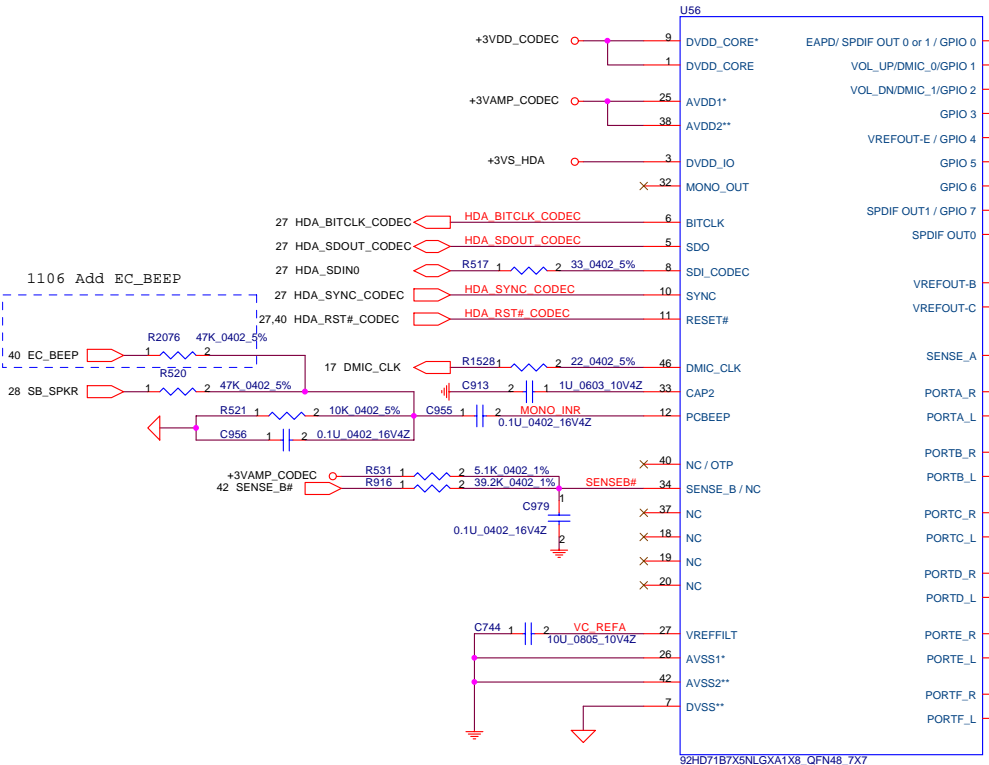 U56
+3VDD_CODEC 9 DVDD_CORE* EAPD/ SPDIF OUT 0 or 1 / GPIO 0
1 DVDD_CORE VOL_UP/DMIC_0/GPIO 1
VOL_DN/DMIC_1/GPIO 2
+3VAMP_CODEC 25 AVDD1*
GPIO 3
38 AVDD2**
VREFOUT-E / GPIO 4
+3VS_HDA 3 DVDD_IO GPIO 5
32 MONO_OUT GPIO 6
SPDIF OUT1 / GPIO 7
27 HDA_BITCLK_CODEC HDA_BITCLK_CODEC 6 BITCLK
SPDIF OUT0
27 HDA_SDOUT_CODEC HDA_SDOUT_CODEC 5 SDO
27 HDA_SDIN0 R517 1 2 33_0402_5% 8 SDI_CODEC
1106 Add EC_BEEP
VREFOUT-B
27 HDA_SYNC_CODEC HDA_SYNC_CODEC 10 SYNC
VREFOUT-C
27,40 HDA_RST#_CODEC HDA_RST#_CODEC 11 RESET#
R2076 47K_0402_5%
40 EC_BEEP 1 2
SENSE_A
17 DMIC_CLK R1528 1 2 22_0402_5% 46 DMIC_CLK
R520
28 SB_SPKR 1 2 47K_0402_5%
C913 2 1 1U_0603_10V4Z 33 CAP2 PORTA_R
R521 1 2 10K_0402_5% C955 1 2 MONO_INR 12 PCBEEP PORTA_L
0.1U_0402_16V4Z
C956 1 2 0.1U_0402_16V4Z
PORTB_R
40 NC / OTP
+3VAMP_CODEC R531 1 2 5.1K_0402_1% PORTB_L
42 SENSE_B# R916 1 2 39.2K_0402_1% SENSEB# 34 SENSE_B / NC
1
C979
37 NC PORTC_R
0.1U_0402_16V4Z
18 NC PORTC_L
2
19 NC
PORTD_R
20 NC
PORTD_L
C744 1 2 VC_REFA 27 VREFFILT PORTE_R
10U_0805_10V4Z
26 AVSS1* PORTE_L
42 AVSS2**
PORTF_R
7 DVSS**
PORTF_L
92HD71B7X5NLGXA1X8_QFN48_7X7